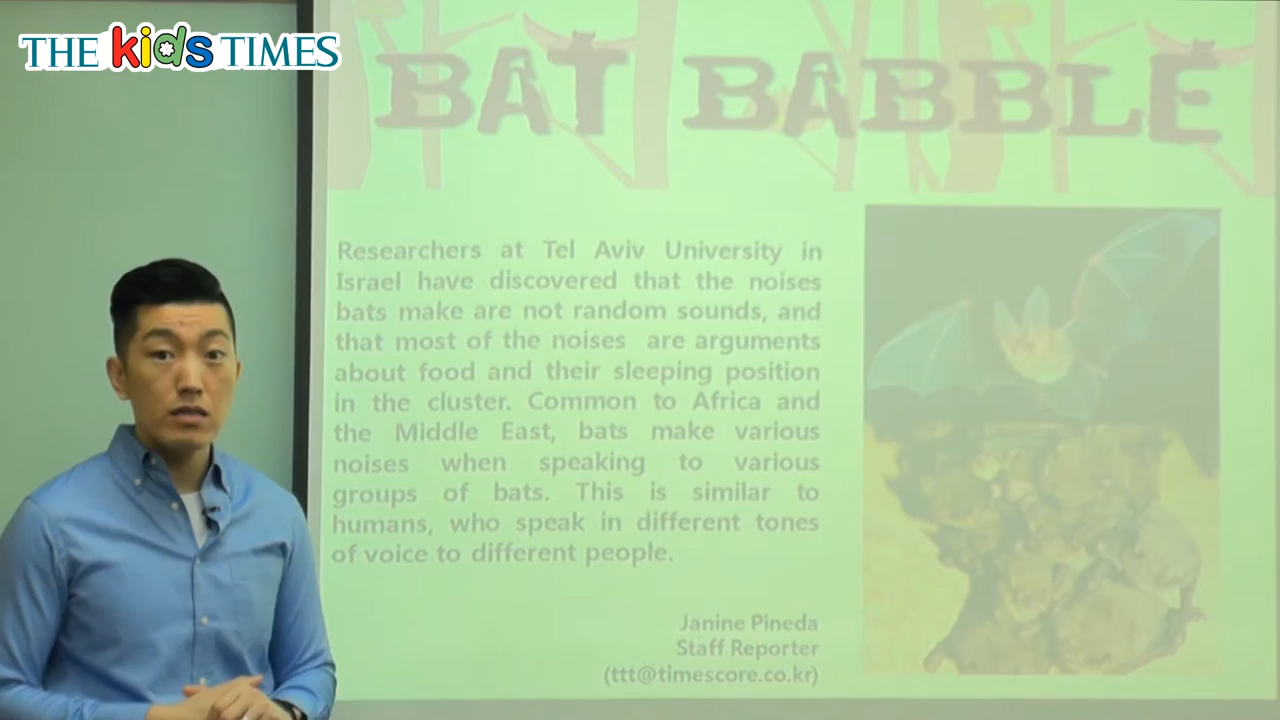 THE kids TIMES
BAT BABBLE
Researchers at Tel Aviv University in
Israel have discovered that the noises
bats make are not random sounds, and
that most of the noises are arguments
about food and their sleeping position
in the cluster. Common to Africa and
the Middle East, bats make various
noises when speaking to various
groups of bats. This is similar to
humans, who speak in different tones
of voice to different people.
Janine Pineda
Staff Reporter
(ttt@timescore.co.kr)